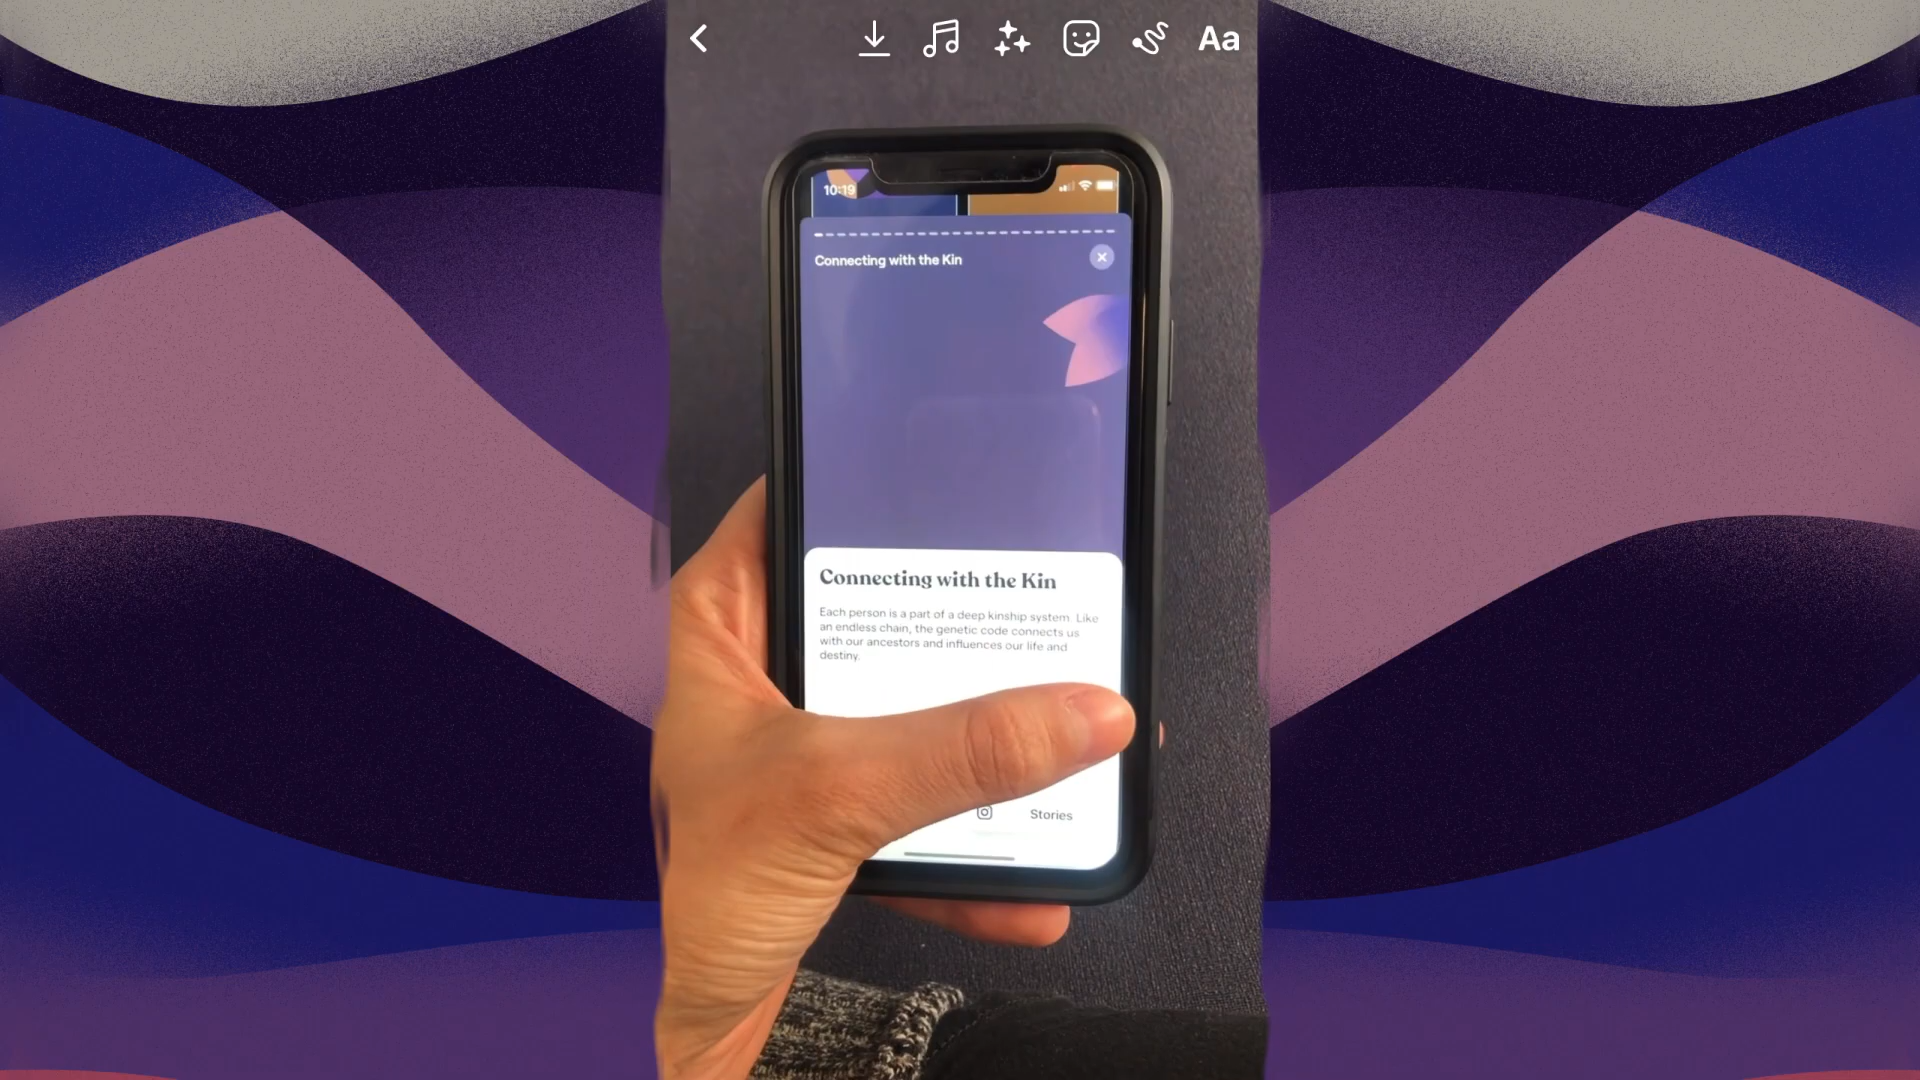 Aa
10:19
Connecting with the Kin
Connecting with the Kin
Each person is a part of a deep kinship system. Like
an endless chain, the genetic code connects us
with our ancestors and influences our life and
destiny.
Stories